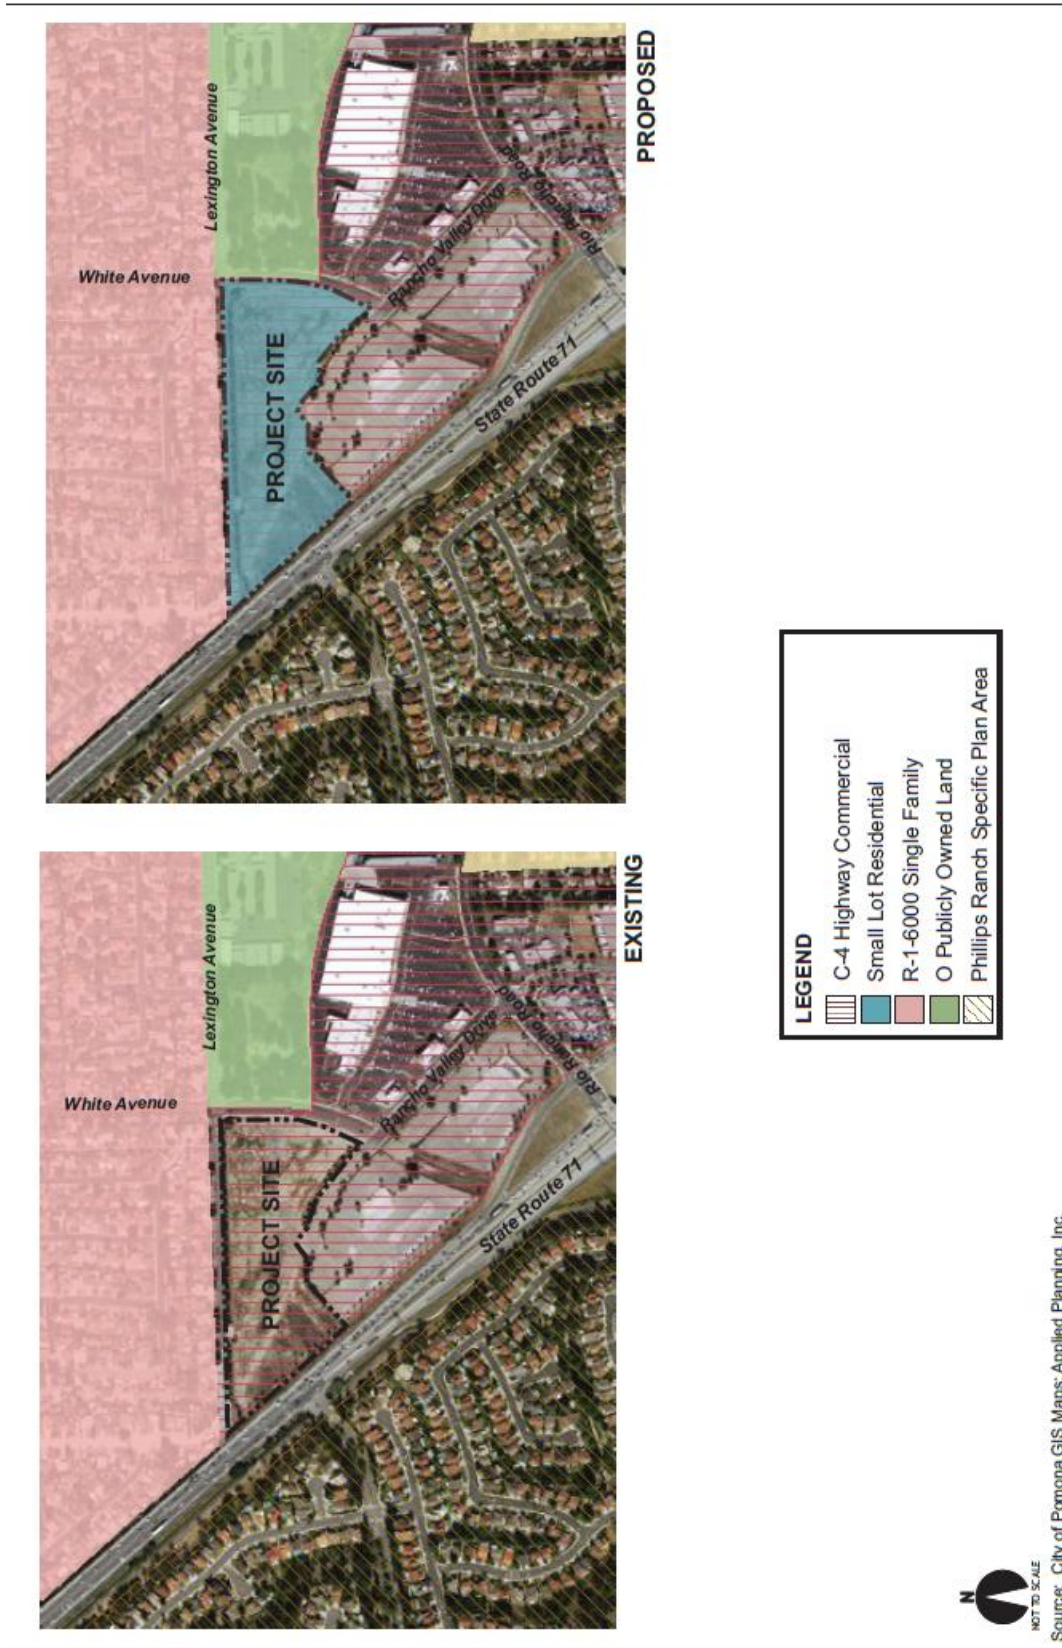 Lexington Avenue
White Avenue
PROJECT SITE
Rancho Valley Drive
Rio Rancho Road
State Route 71
EXISTING
Lexington Avenue
White Avenue
PROJECT SITE
Rancho Valley Drive
Rio Rancho Road
Rio Rancho Road
State Route 71
PROPOSED
LEGEND
C-4 Highway Commercial
Small Lot Residential
R-1-6000 Single Family
O Publicly Owned Land
Phillips Ranch Specific Plan Area
N
NOT TO SCALE
Source: City of Pomona GIS Maps; Applied Planning, Inc.